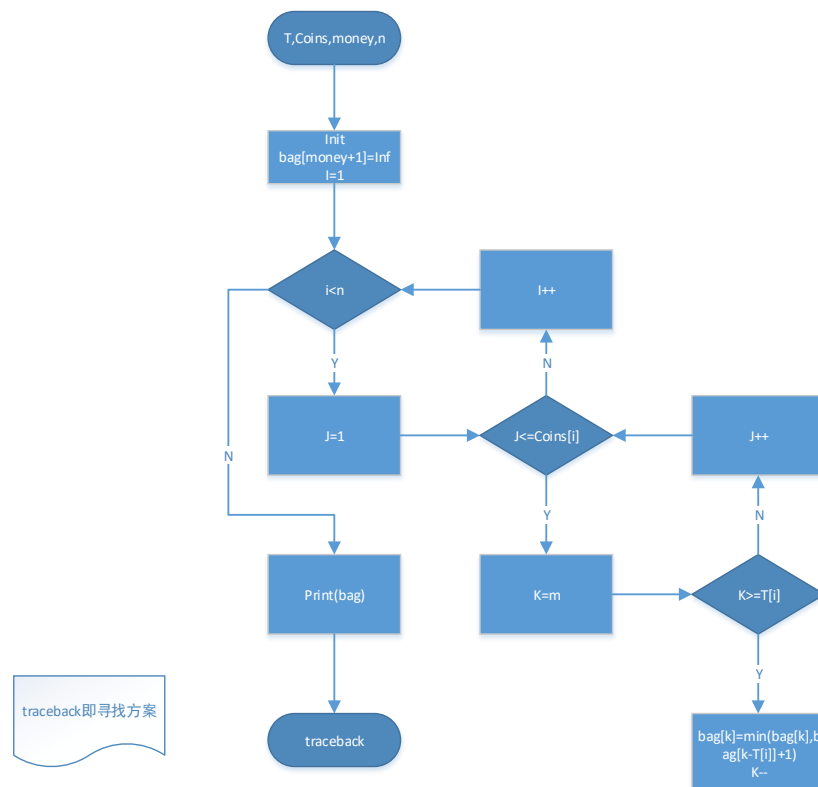 T,Coins,money,n
Init
bag[money+1]=Inf
I=1
i<n
I++
Y
N
J=1
J<=Coins[i]
J++
N
Y
N
Print(bag)
K=m
K>=T[i]
Y
traceback即寻找方案
traceback
bag[k]=min(bag[k],b
ag[k-T[i]]+1)
K--